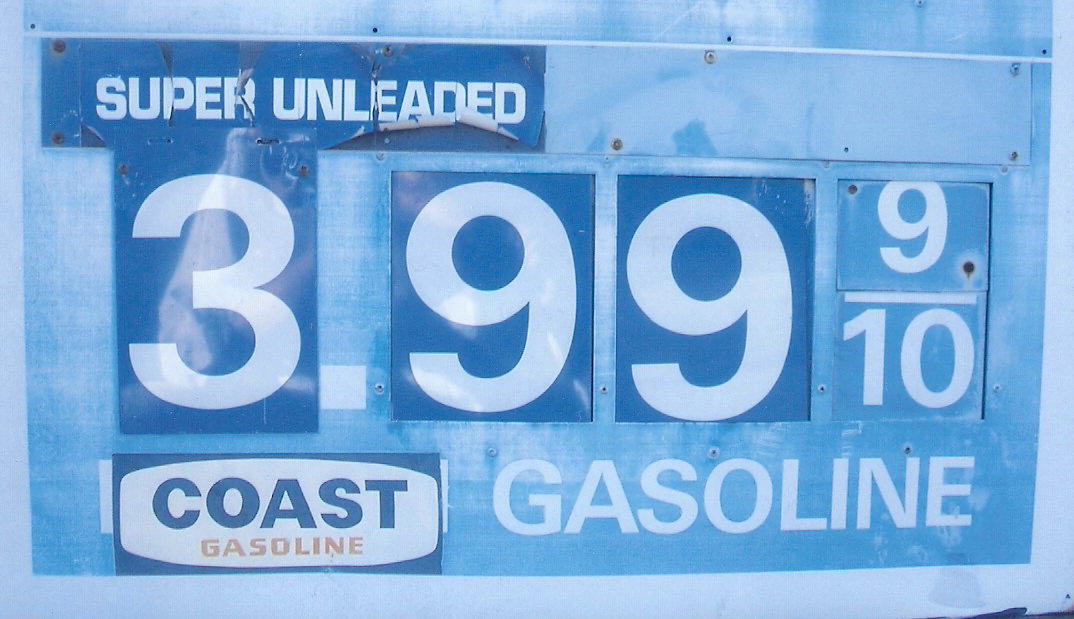 SUPER UNLEADED
3.99 9/10
COAST
GASOLINE
GASOLINE